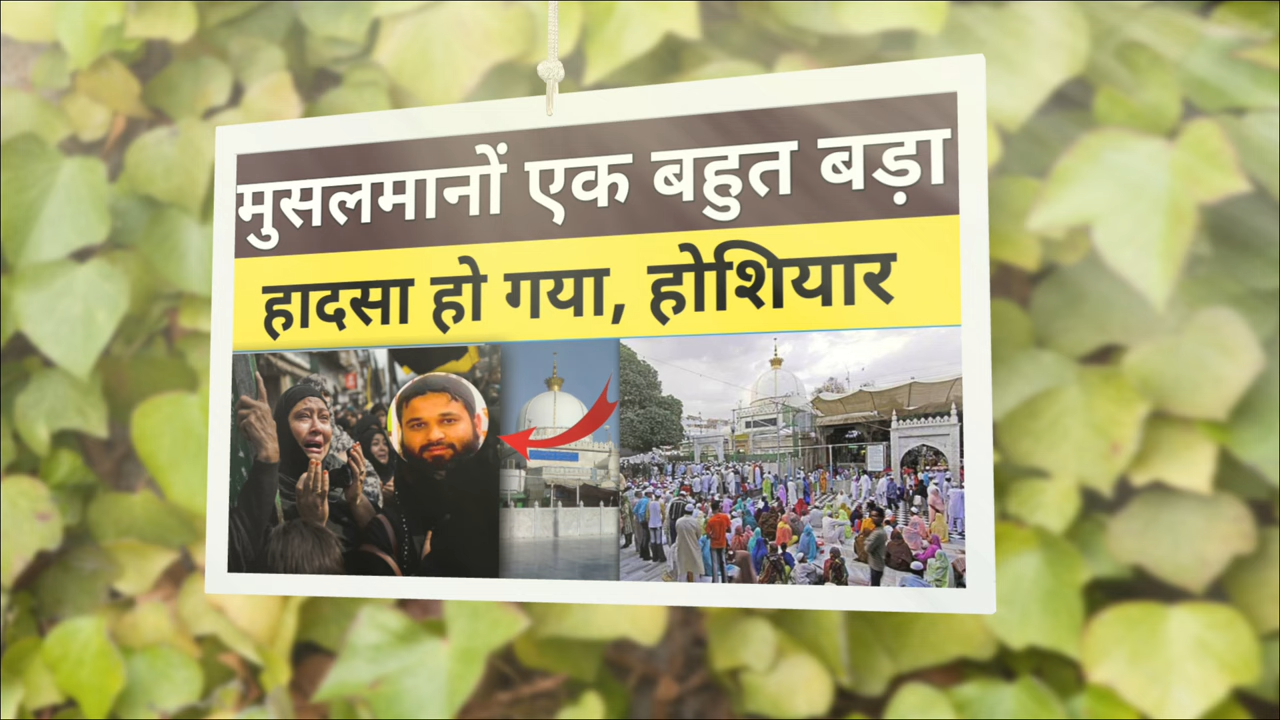 मुसलमानों एक बहुत बड़ा
हादसा हो गया, होशियार